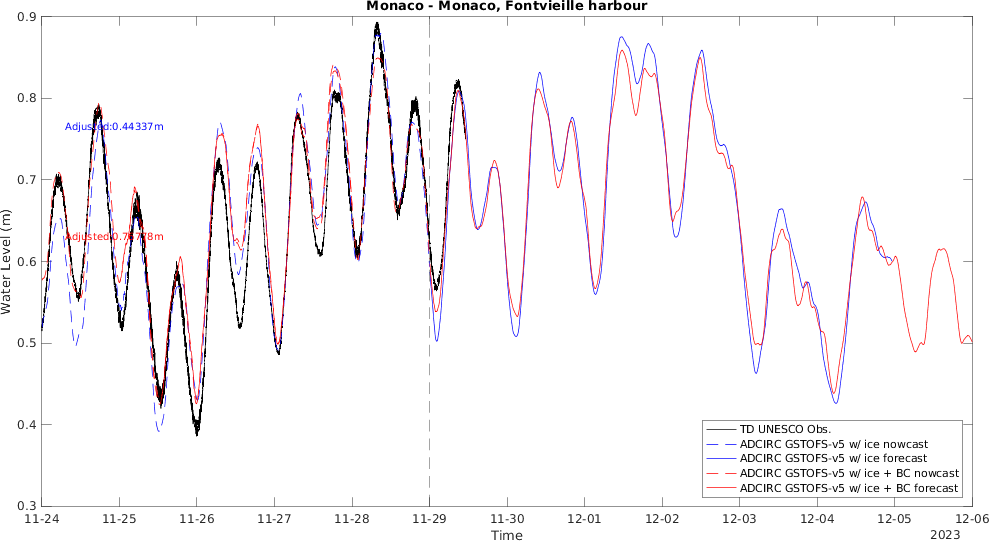 Monaco - Monaco, Fontvieille harbour
0.9
0.8
0.7
0.6
0.5
0.4
0.3
Water Level (m)
Adjusted:0.44337m
11-24
11-25
11-26
11-27
11-28
11-29
11-30
12-01
12-02
12-03
12-04
12-05
12-06
Time
2023
TD UNESCO Obs.
ADCIRC GSTOFS-v5 w/ ice nowcast
ADCIRC GSTOFS-v5 w/ ice forecast
ADCIRC GSTOFS-v5 w/ ice + BC nowcast
ADCIRC GSTOFS-v5 w/ ice + BC forecast